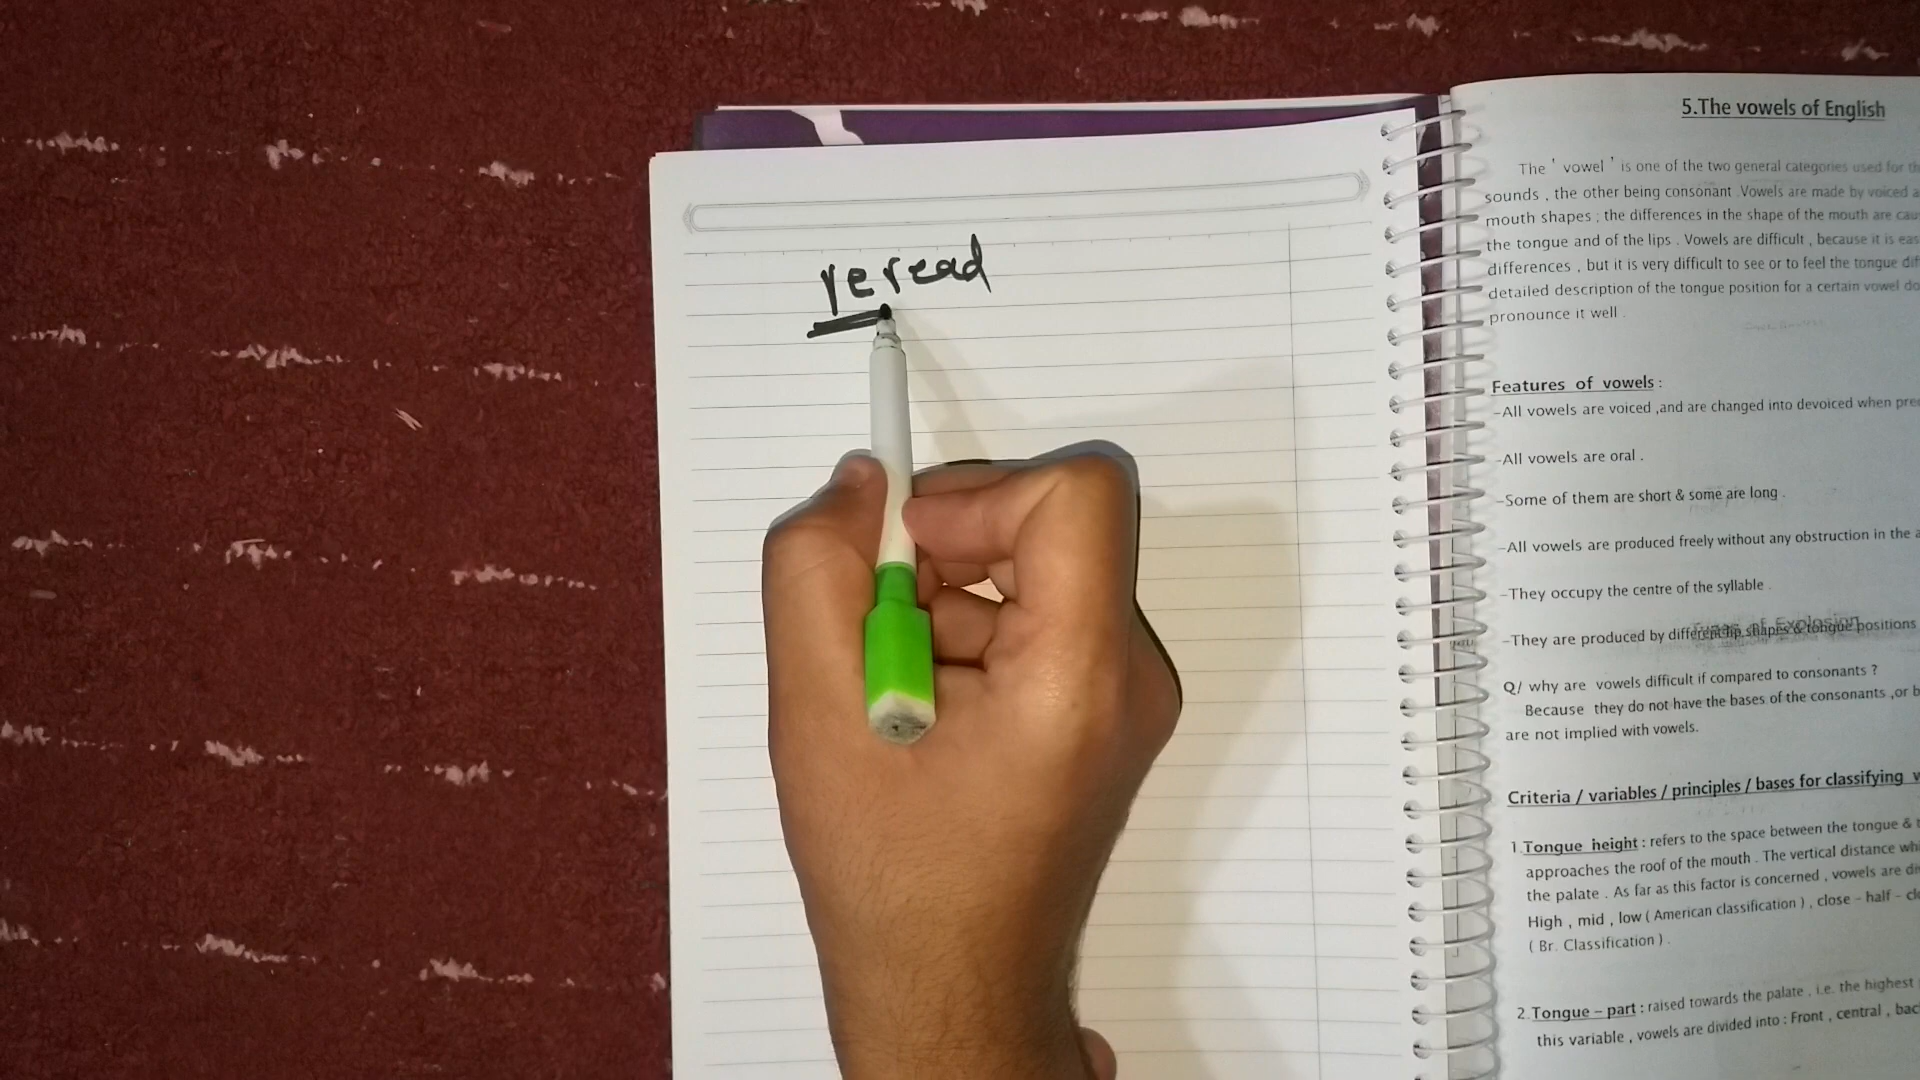 reread
5.The vowels of English
The ' vowel ' is one of the two general categories used for
sounds , the other being consonant .Vowels are made by voiced
mouth shapes ; the differences in the shape of the mouth are
the tongue and of the lips . Vowels are difficult , because it is
differences , but it is very difficult to see or to feel the tongue
detailed description of the tongue position for a certain vowel
pronounce it well .
Features of vowels :
-All vowels are voiced ,and are changed into devoiced when
-All vowels are oral .
-Some of them are short & some are long .
-All vowels are produced freely without any obstruction in the
-They occupy the centre of the syllable .
-They are produced by different lip shapes & tongue positions
Q/ why are vowels difficult if compared to consonants ?
Because they do not have the bases of the consonants ,or
are not implied with vowels.
Criteria / variables / principles / bases for classifying
1.Tongue height : refers to the space between the tongue &
approaches the roof of the mouth . The vertical distance
the palate . As far as this factor is concerned , vowels are
High , mid , low ( American classification ) , close - half -
( Br. Classification ) .
2.Tongue – part : raised towards the palate , i.e. the highest
this variable , vowels are divided into : Front , central ,